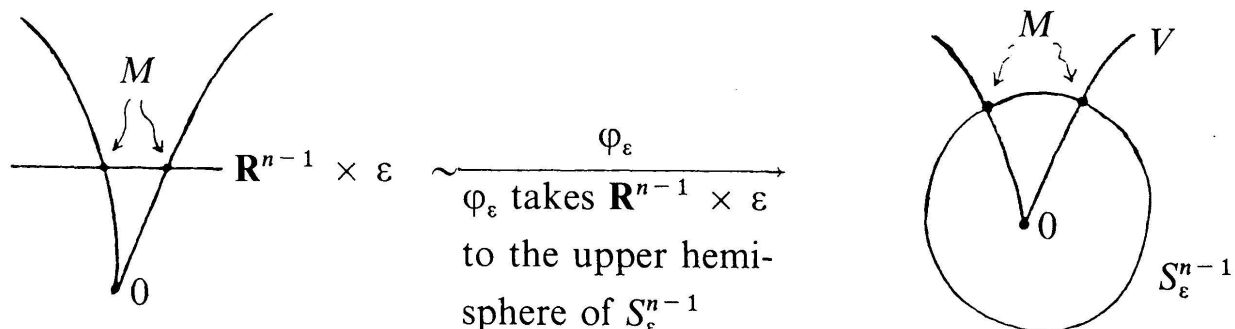 M
R^{n-1} × ε
0
φ_ε
φ_ε takes R^{n-1} × ε
to the upper hemi-
sphere of S_ε^{n-1}
M
V
0
S_ε^{n-1}